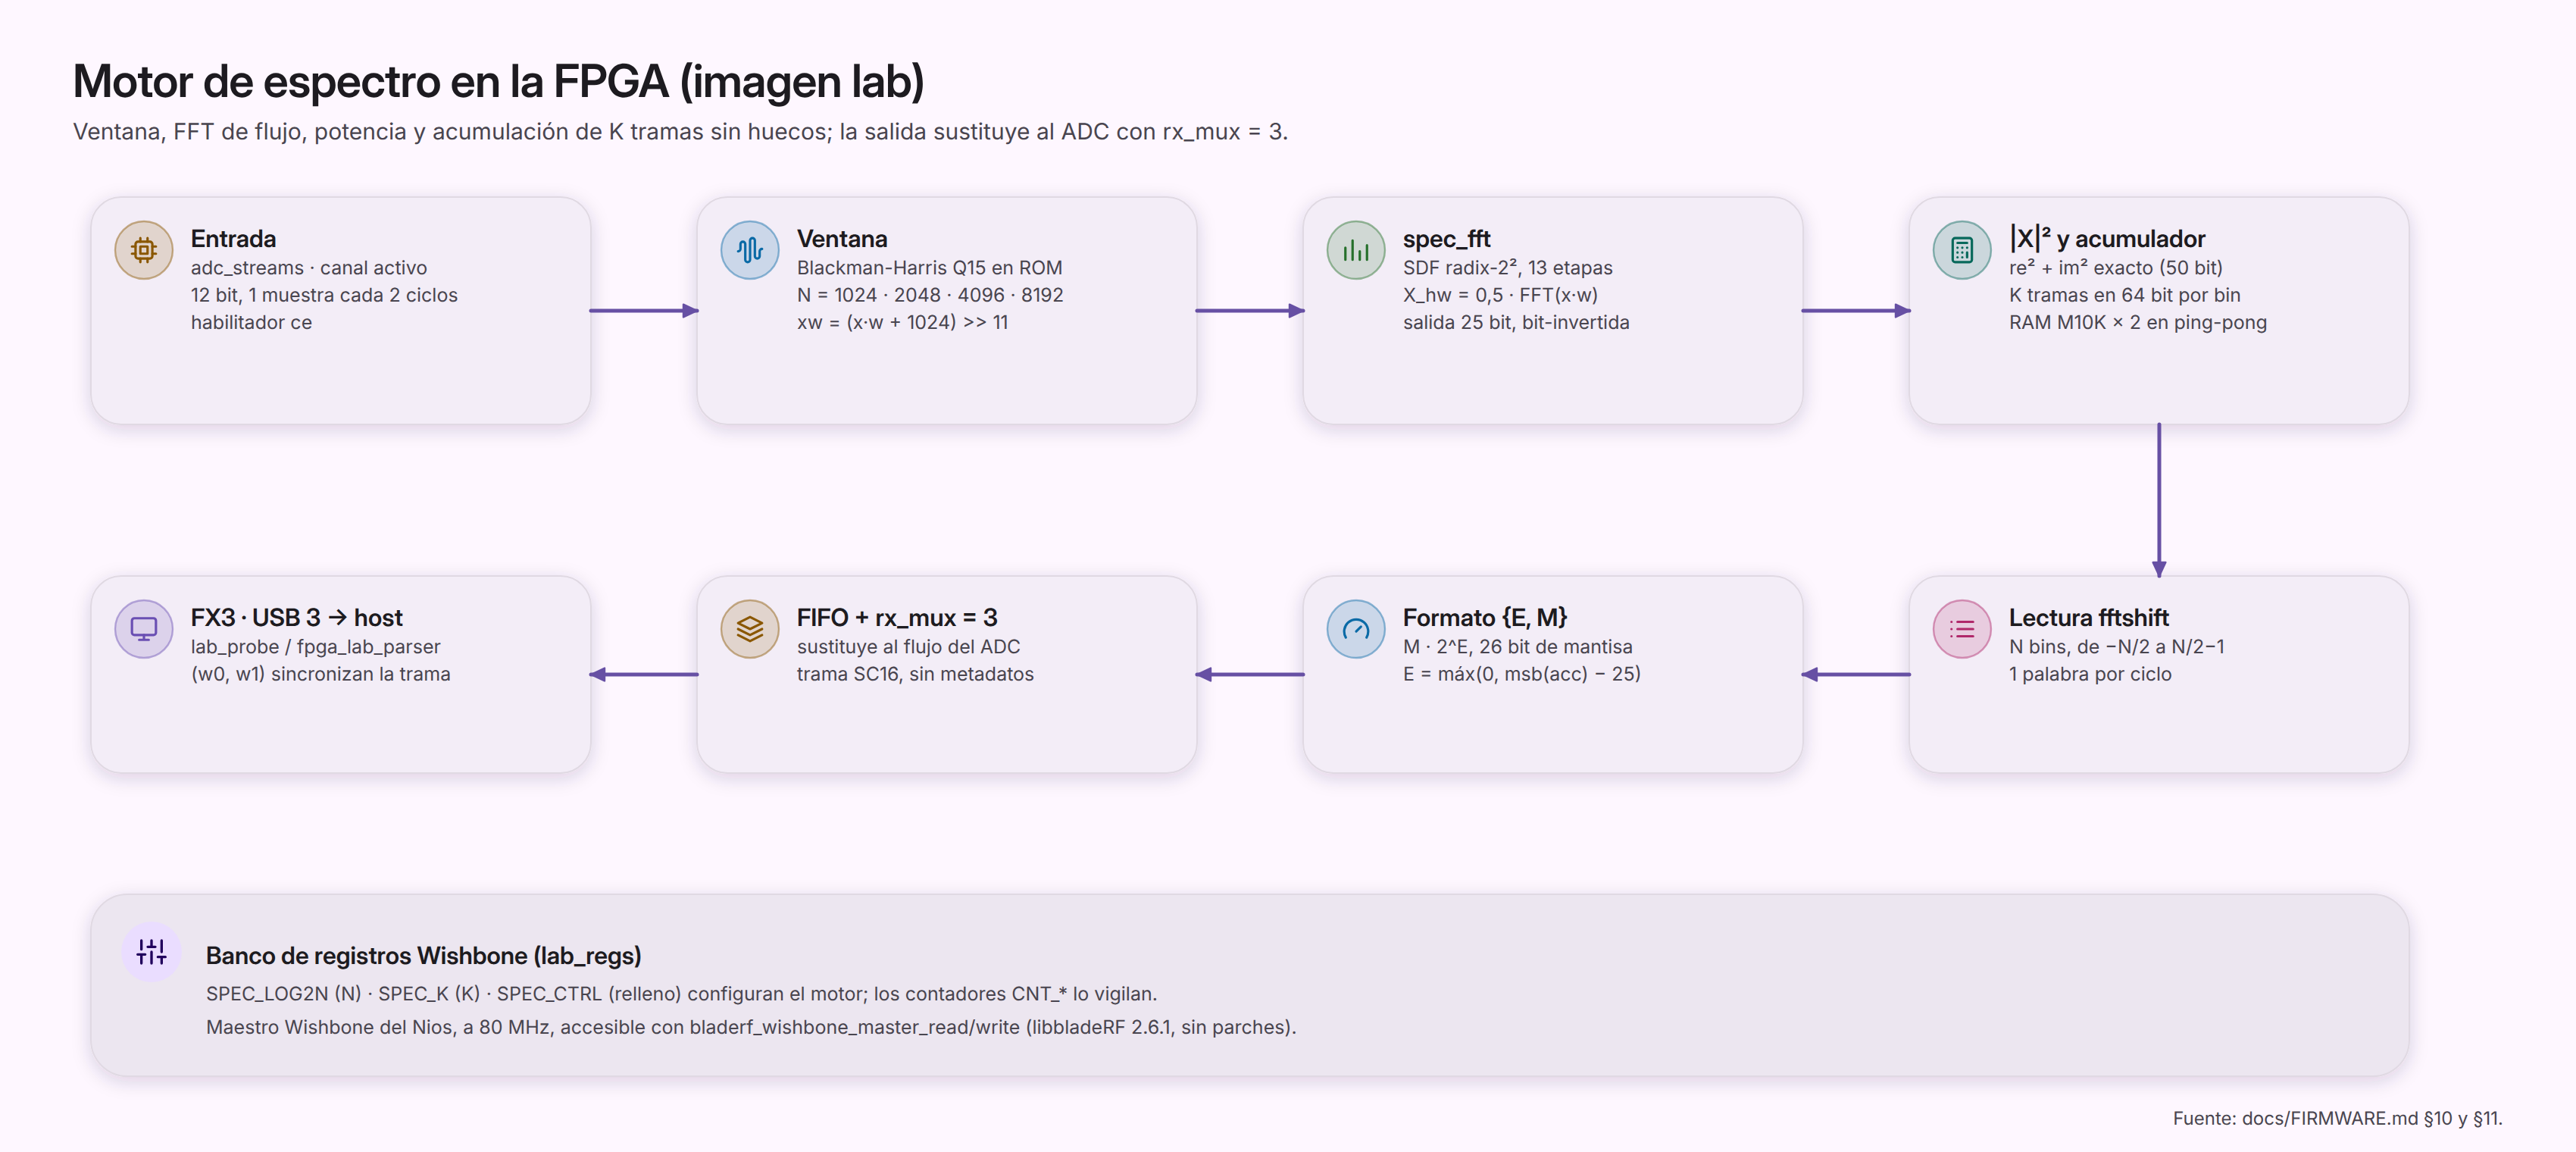 Motor de espectro en la FPGA (imagen lab)
Ventana, FFT de flujo, potencia y acumulación de K tramas sin huecos; la salida sustituye al ADC con rx_mux = 3.
Entrada
adc_streams · canal activo
12 bit, 1 muestra cada 2 ciclos
habilitador ce
Ventana
Blackman-Harris Q15 en ROM
N = 1024 · 2048 · 4096 · 8192
xw = (x·w + 1024) >> 11
spec_fft
SDF radix-2², 13 etapas
X_hw = 0,5 · FFT(x·w)
salida 25 bit, bit-invertida
|X|² y acumulador
re² + im² exacto (50 bit)
K tramas en 64 bit por bin
RAM M10K × 2 en ping-pong
FX3 · USB 3 → host
lab_probe / fpga_lab_parser
(w0, w1) sincronizan la trama
FIFO + rx_mux = 3
sustituye al flujo del ADC
trama SC16, sin metadatos
Formato {E, M}
M · 2^E, 26 bit de mantisa
E = máx(0, msb(acc) − 25)
Lectura fftshift
N bins, de −N/2 a N/2−1
1 palabra por ciclo
Banco de registros Wishbone (lab_regs)
SPEC_LOG2N (N) · SPEC_K (K) · SPEC_CTRL (relleno) configuran el motor; los contadores CNT_* lo vigilan.
Maestro Wishbone del Nios, a 80 MHz, accesible con bladerf_wishbone_master_read/write (libbladeRF 2.6.1, sin parches).
Fuente: docs/FIRMWARE.md §10 y §11.